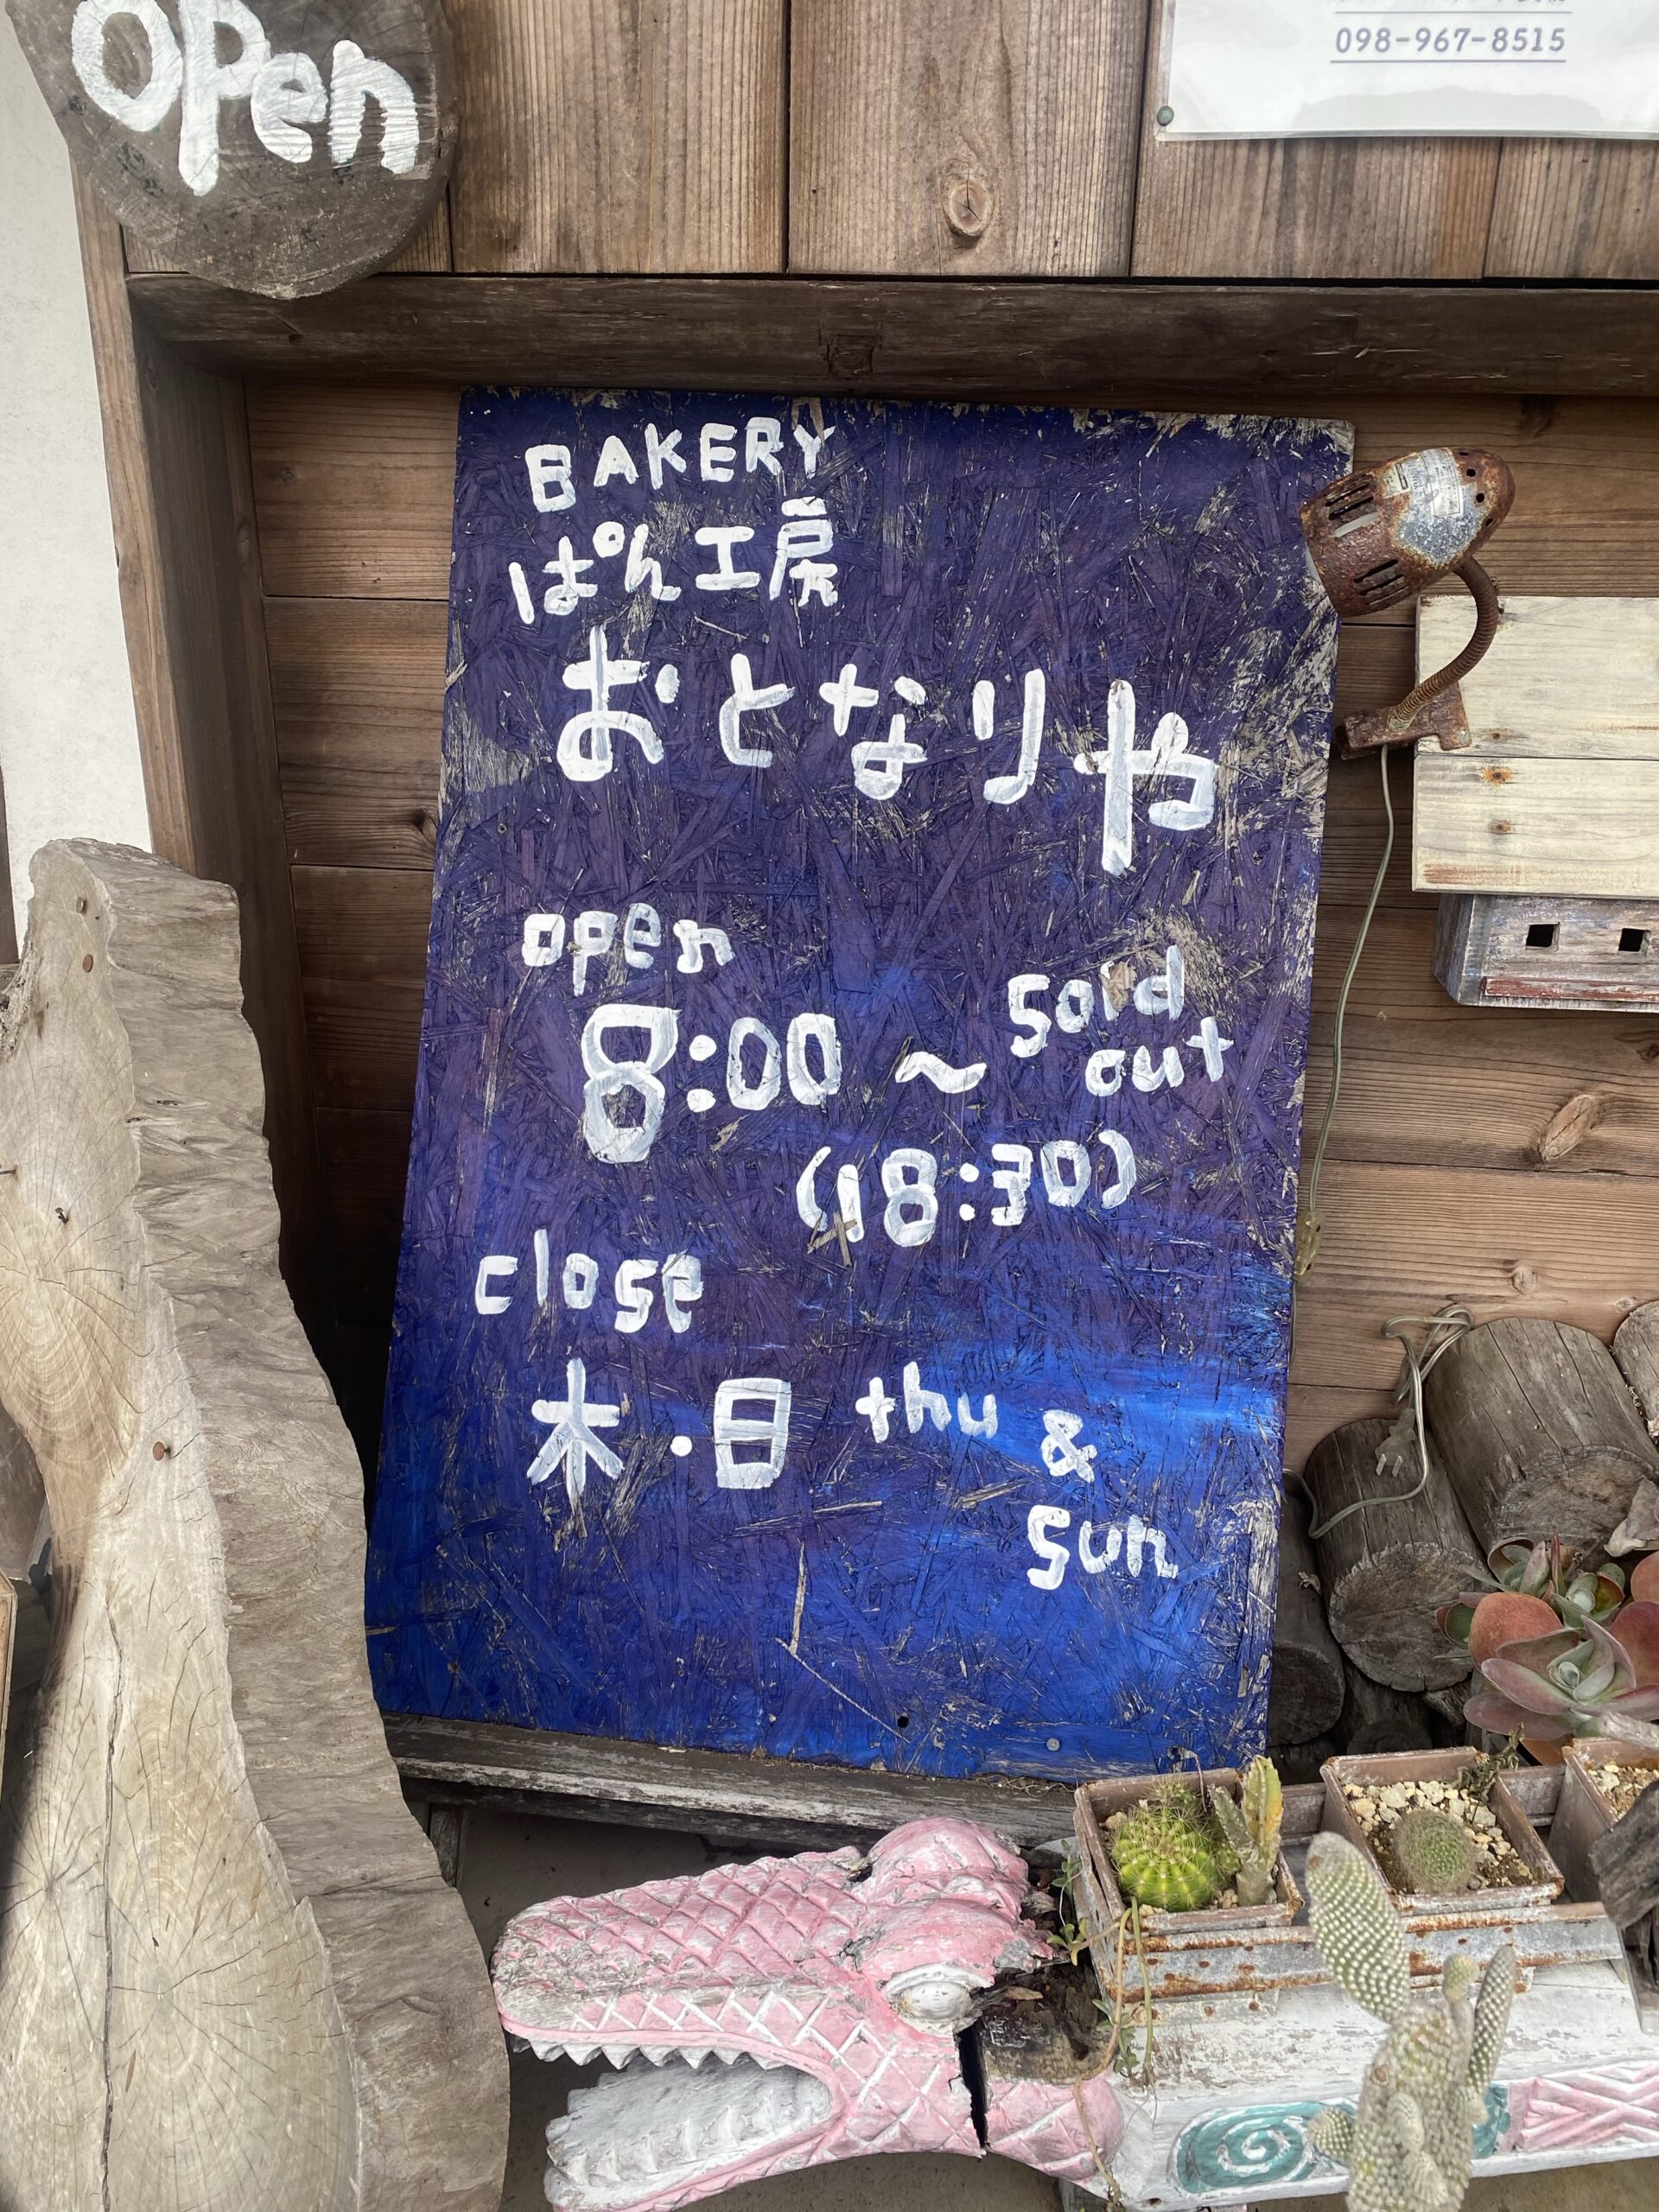 open
098-967-8515
BAKERY
ぱん工房
おとなりや
open
8:00 ~ sold out
(18:30)
close
木・日 thu & sun